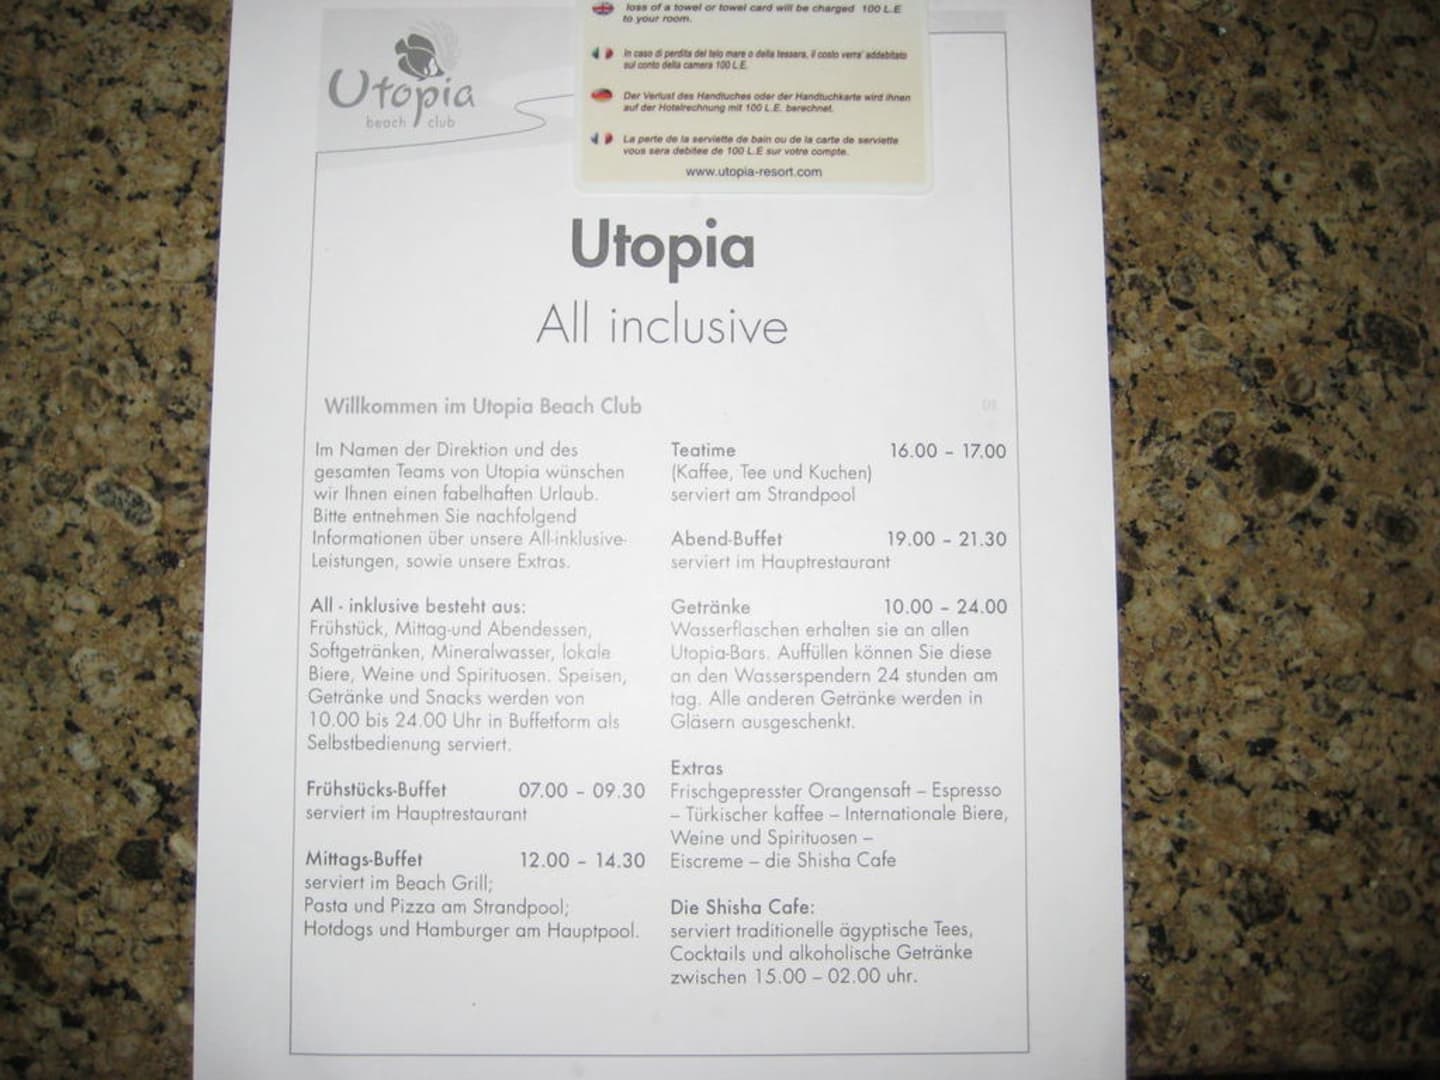 loss of a towel or towel card will be charged 100 L.E
to your room.
In caso di perdita del telo mare o della tessera, il costo verra' addebitato
sul conto della camera 100 L.E.
Der Verlust des Handtuches oder der Handtuchkarte wird ihnen
auf der Hotelrechnung mit 100 L.E. berechnet.
La perte de la serviette de bain ou de la carte de serviette
vous sera debitee de 100 L.E sur votre compte.
www.utopia-resort.com
Utopia
beach club
Utopia
All inclusive
Willkommen im Utopia Beach Club
DE
Im Namen der Direktion und des
gesamten Teams von Utopia wünschen
wir Ihnen einen fabelhaften Urlaub.
Bitte entnehmen Sie nachfolgend
Informationen über unsere All-inklusive-
Leistungen, sowie unsere Extras.
All - inklusive besteht aus:
Frühstück, Mittag-und Abendessen,
Softgetränken, Mineralwasser, lokale
Biere, Weine und Spirituosen. Speisen,
Getränke und Snacks werden von
10.00 bis 24.00 Uhr in Buffetform als
Selbstbedienung serviert.
Frühstücks-Buffet 07.00 - 09.30
serviert im Hauptrestaurant
Mittags-Buffet 12.00 - 14.30
serviert im Beach Grill;
Pasta und Pizza am Strandpool;
Hotdogs und Hamburger am Hauptpool.
Teatime 16.00 - 17.00
(Kaffee, Tee und Kuchen)
serviert am Strandpool
Abend-Buffet 19.00 - 21.30
serviert im Hauptrestaurant
Getränke 10.00 - 24.00
Wasserflaschen erhalten sie an allen
Utopia-Bars. Auffüllen können Sie diese
an den Wasserspendern 24 stunden am
tag. Alle anderen Getränke werden in
Gläsern ausgeschenkt.
Extras
Frischgepresster Orangensaft – Espresso
– Türkischer kaffee – Internationale Biere,
Weine und Spirituosen –
Eiscreme – die Shisha Cafe
Die Shisha Cafe:
serviert traditionelle ägyptische Tees,
Cocktails und alkoholische Getränke
zwischen 15.00 – 02.00 uhr.